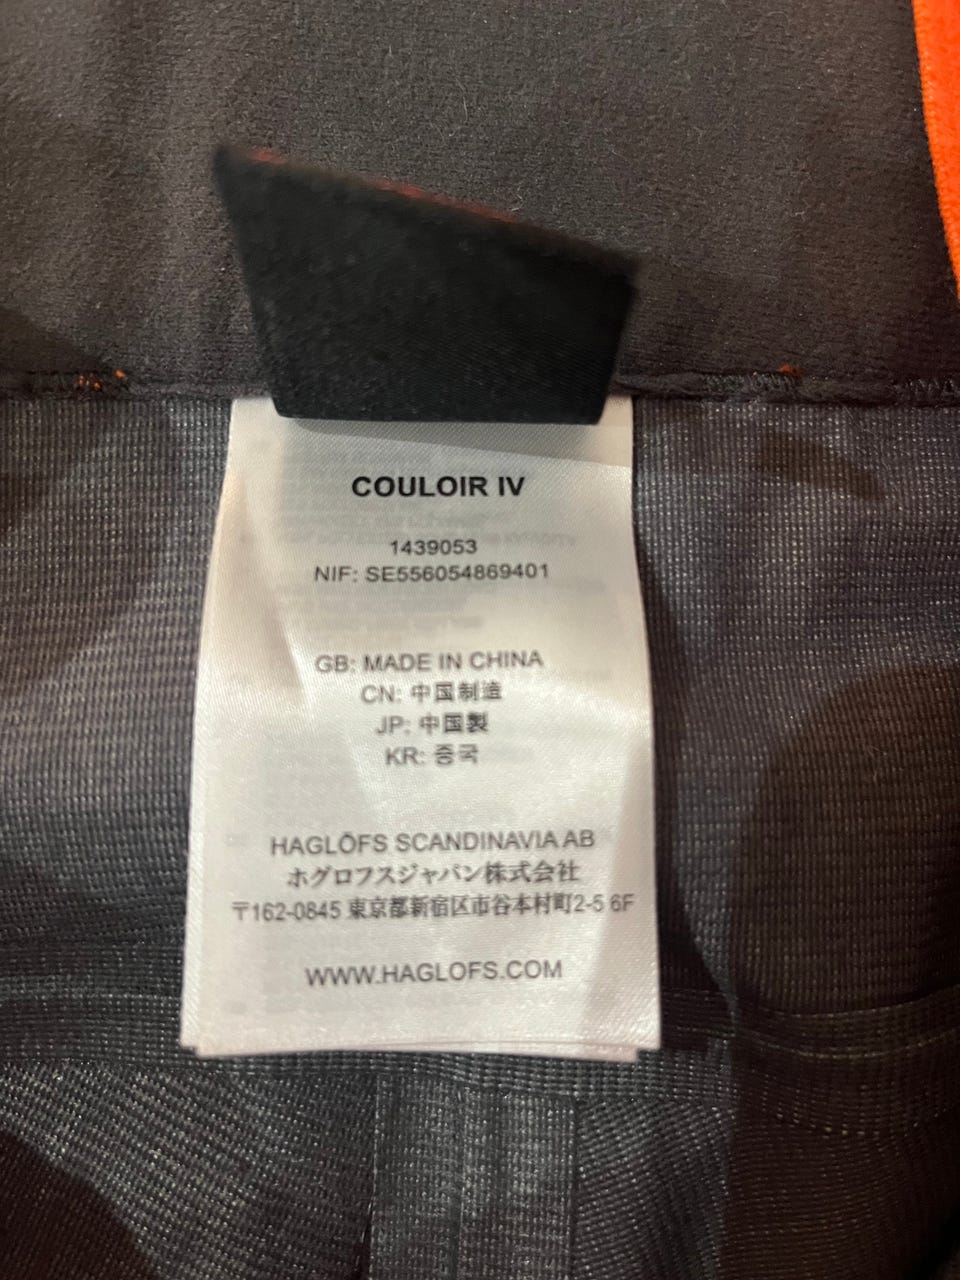 COULOIR IV
1439053
NIF: SE556054869401
GB: MADE IN CHINA
CN: 中国制造
JP: 中国製
KR: 중국
HAGLÖFS SCANDINAVIA AB
ホグロフスジャパン株式会社
〒162-0845 東京都新宿区市谷本村町2-5 6F
WWW.HAGLOFS.COM